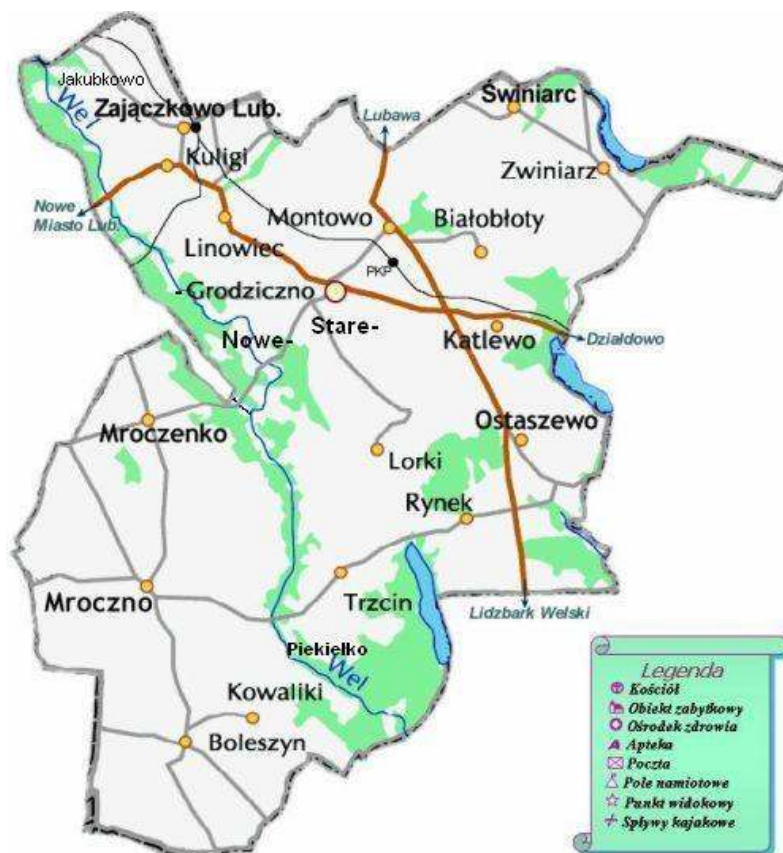 Jakubkowo
Wel
Zajączkowo Lub.
Kuligi
Lubawa
Swiniarc
Zwiniarz
Nowe
Miasto Lub.
Montowo
Białobłoty
Linowiec
PKP
-Grodziczno
Stare-
Nowe-
Katlewo
Działdowo
Mroczenko
Ostaszewo
Lorki
Rynek
Mroczno
Trzcin
Lidzbark Welski
Piekiełko
Wel
Kowaliki
Boleszyn
Legenda
Kościół
Obiekt zabytkowy
Ośrodek zdrowia
Apteka
Poczta
Pole namiotowe
Punkt widokowy
Spływy kajakowe